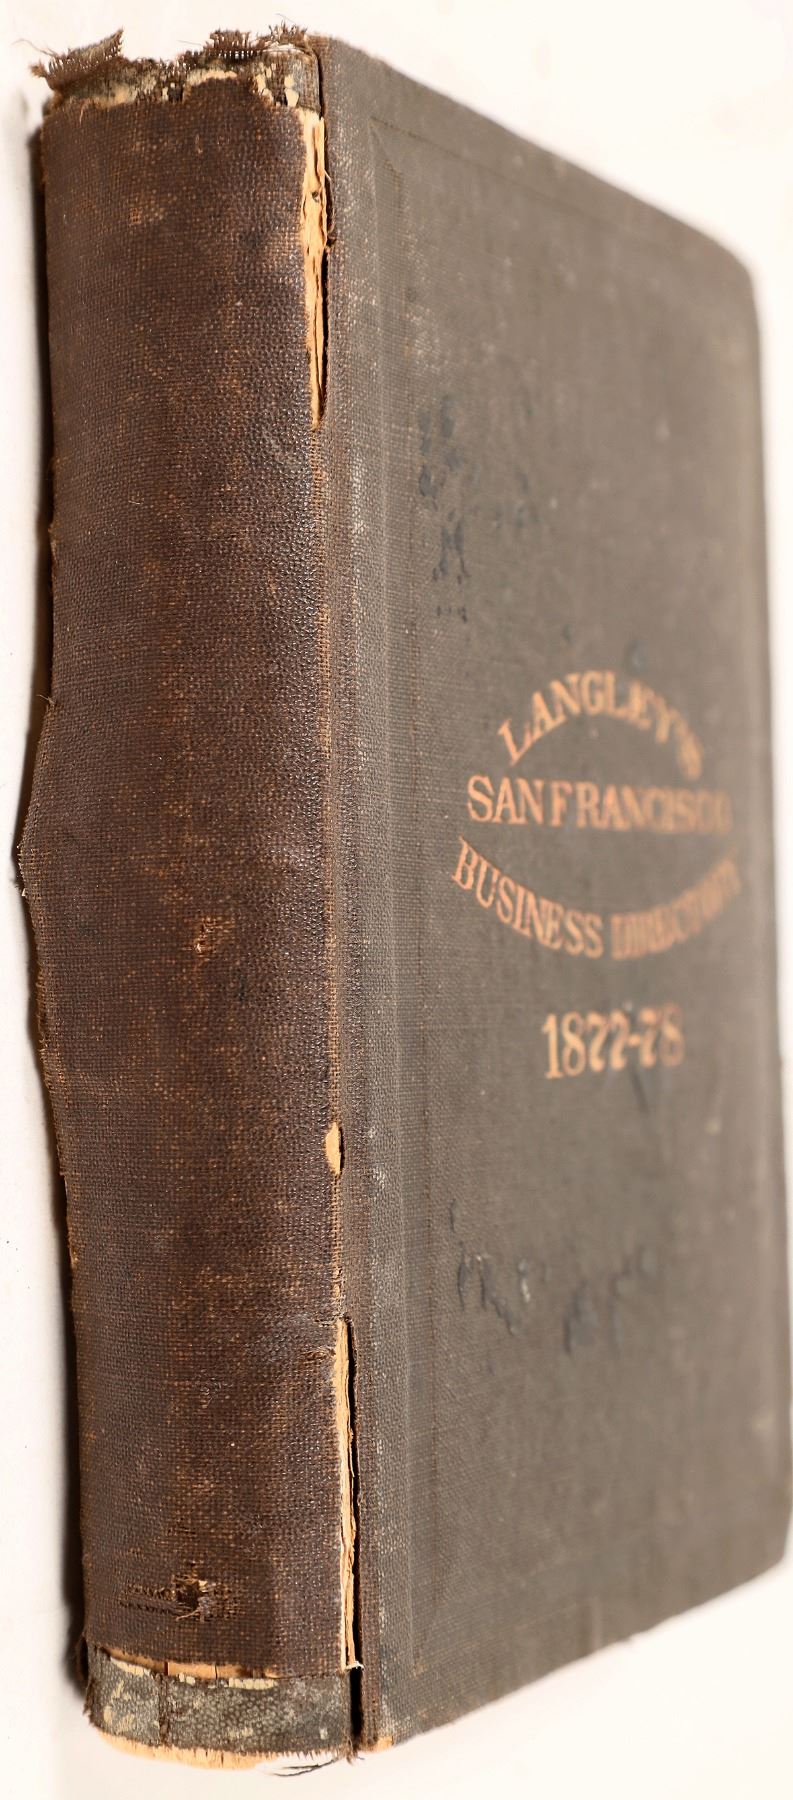 LANGLEY'S
SAN FRANCISCO
BUSINESS DIRECTORY
1877-78